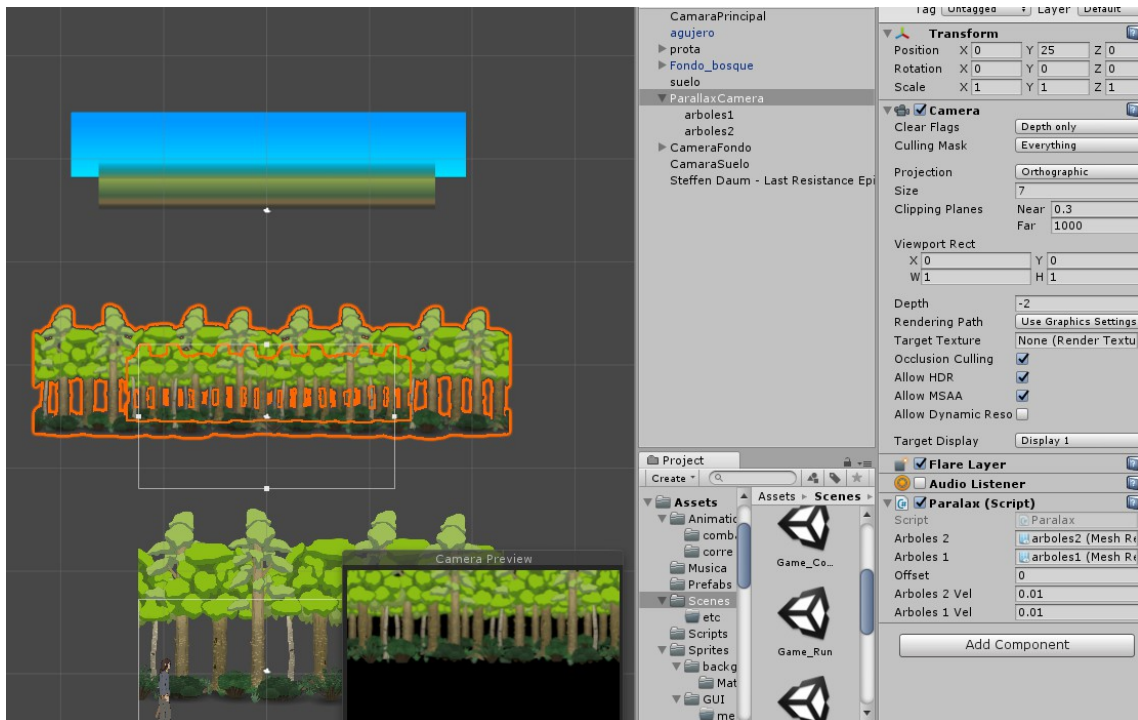 CamaraPrincipal
agujero
prota
Fondo_bosque
suelo
ParallaxCamera
arboles1
arboles2
CameraFondo
CamaraSuelo
Steffen Daum - Last Resistance Epi
Project
Create
Assets
Animatic
comb
corre
Musica
Prefabs
Scenes
etc
Scripts
Sprites
backg
Mat
GUI
me
Assets Scenes
Game_Co...
Game_Run
Camera Preview
Tag Untagged Layer Default
Transform
Position X 0 Y 25 Z 0
Rotation X 0 Y 0 Z 0
Scale X 1 Y 1 Z 1
Camera
Clear Flags Depth only
Culling Mask Everything
Projection Orthographic
Size 7
Clipping Planes Near 0.3
Far 1000
Viewport Rect
X 0 Y 0
W 1 H 1
Depth -2
Rendering Path Use Graphics Settings
Target Texture None (Render Textu
Occlusion Culling
Allow HDR
Allow MSAA
Allow Dynamic Reso
Target Display Display 1
Flare Layer
Audio Listener
Paralax (Script)
Script Paralax
Arboles 2 arboles2 (Mesh Re
Arboles 1 arboles1 (Mesh Re
Offset 0
Arboles 2 Vel 0.01
Arboles 1 Vel 0.01
Add Component